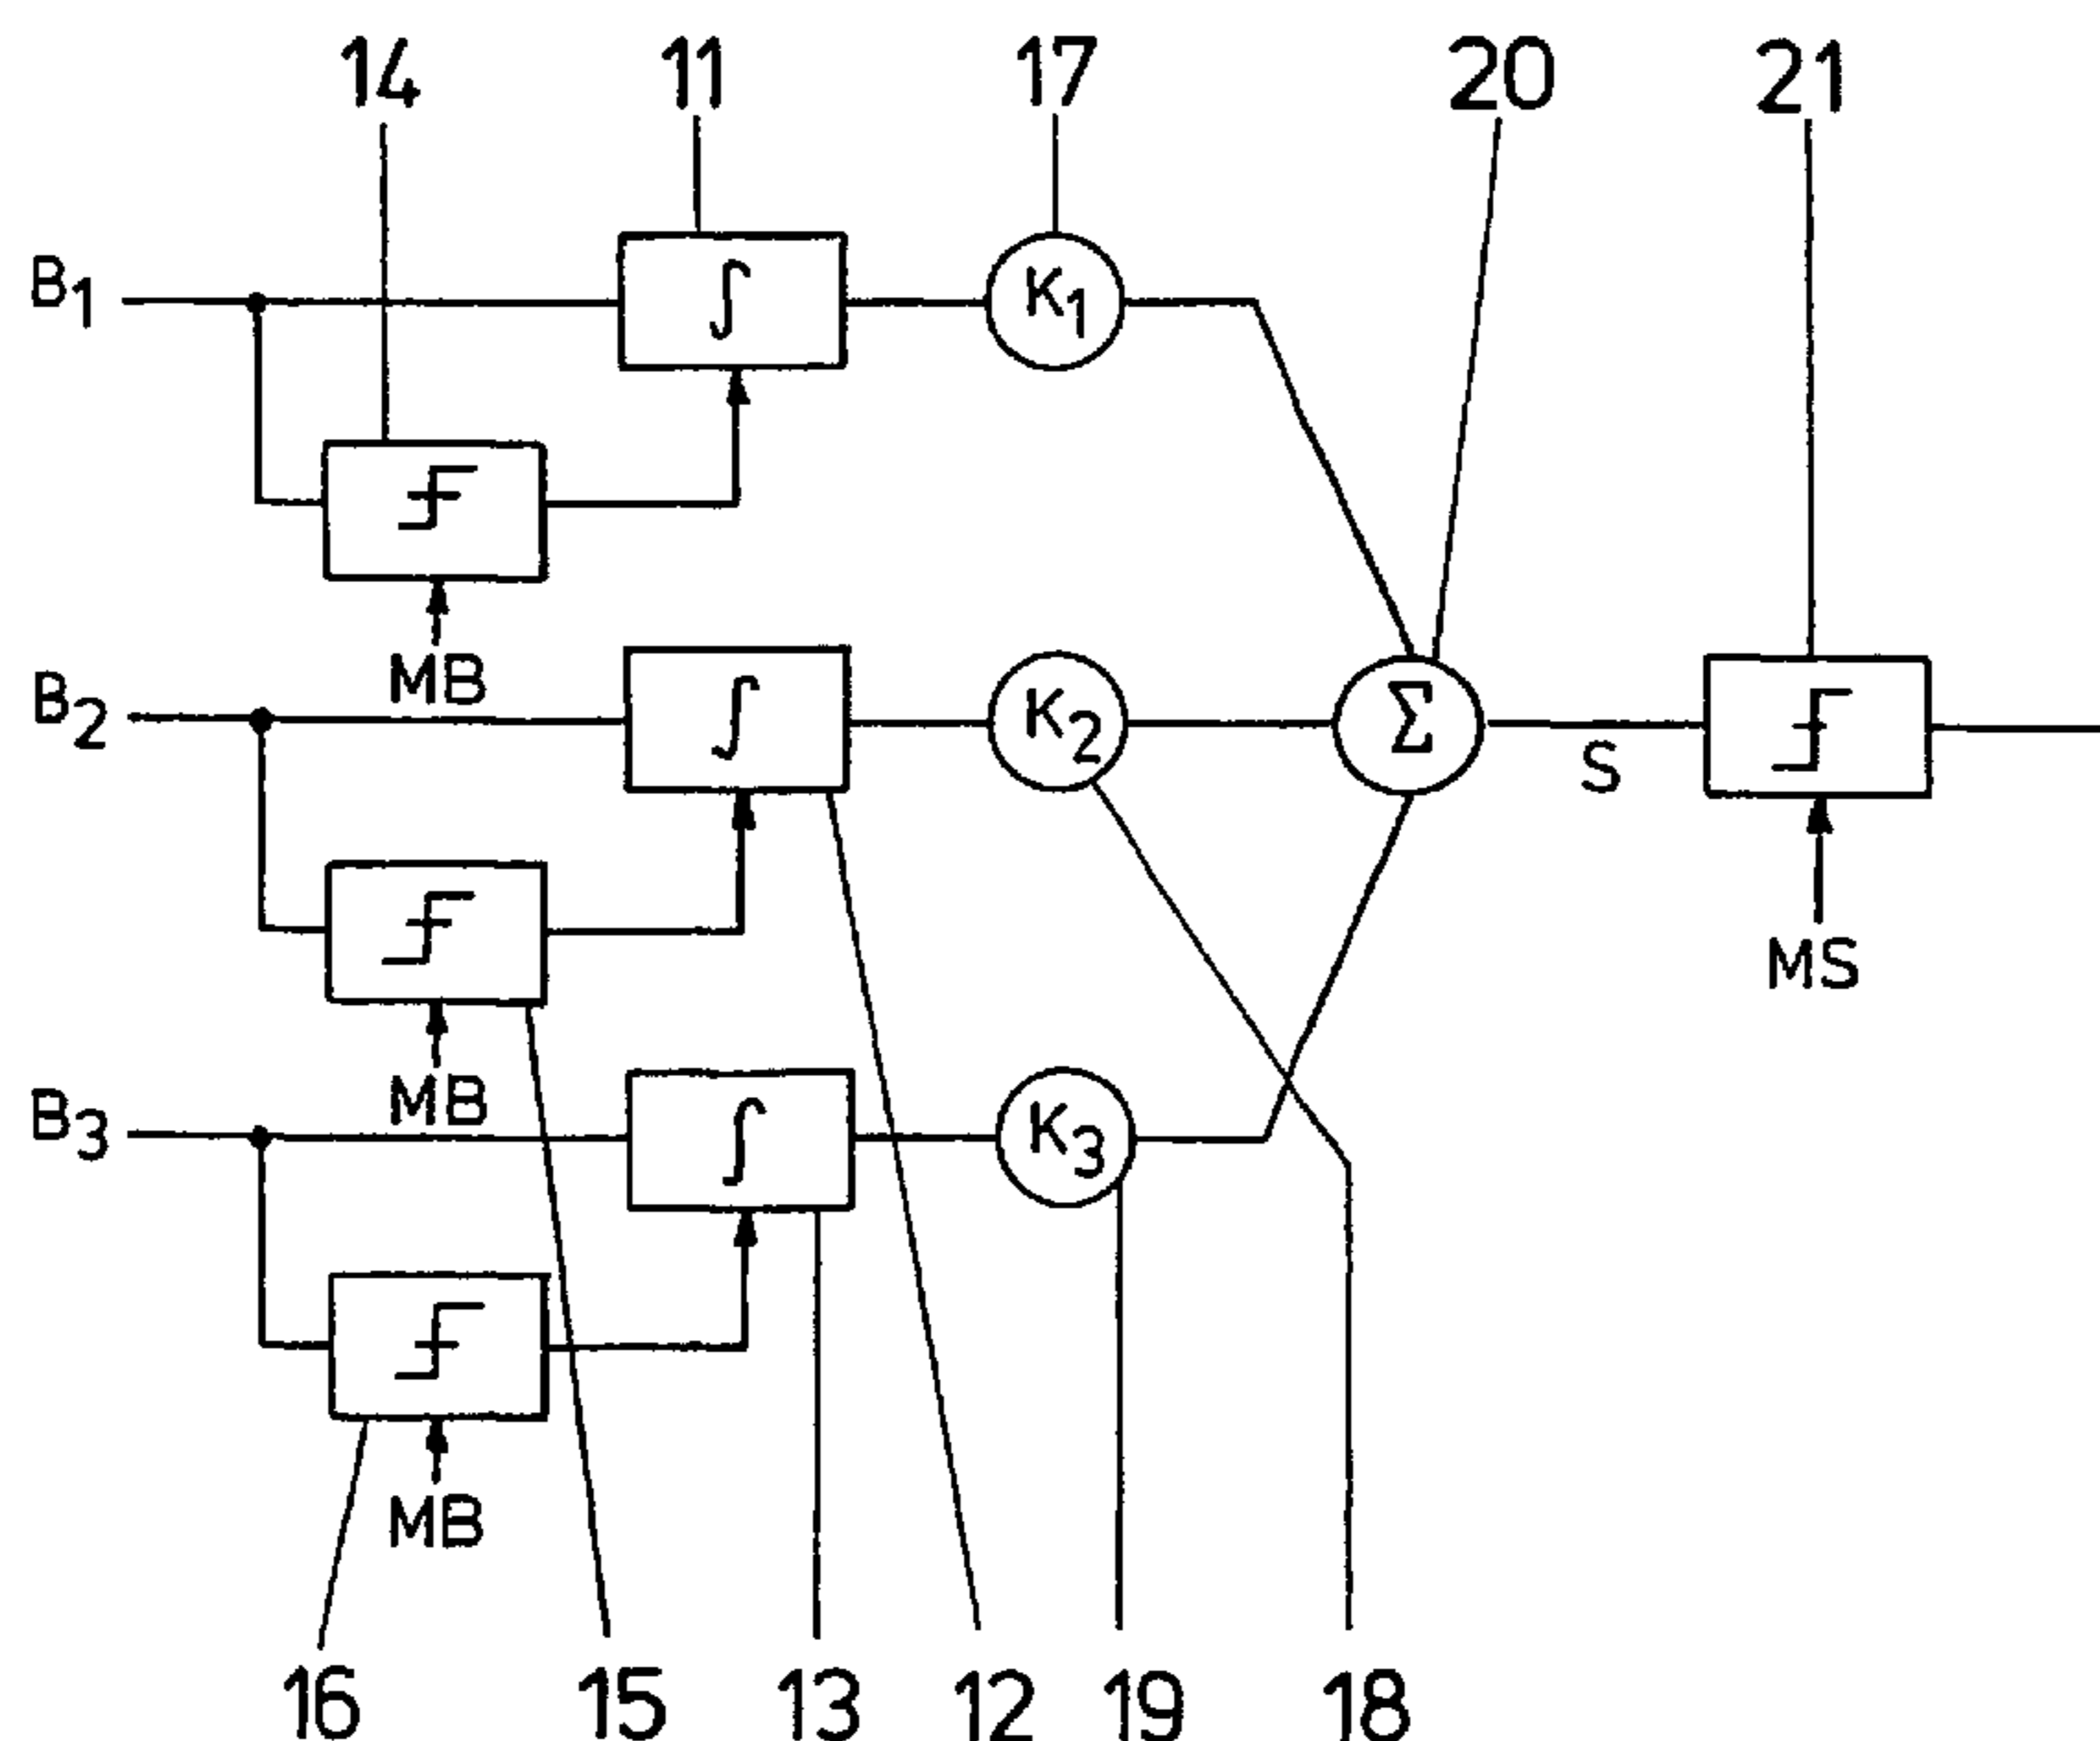 14 11 17 20 21
B1 ∫ K1
MB
B2 ∫ K2 Σ S
MS
MB
B3 ∫ K3
MB
16 15 13 12 19 18